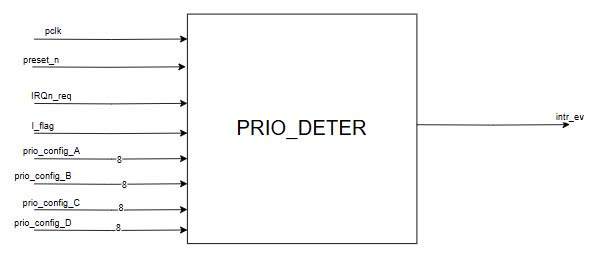 pclk
preset_n
IRQn_req
I_flag
prio_config_A
8
prio_config_B
8
prio_config_C
8
prio_config_D
8
PRIO_DETER
intr_ev